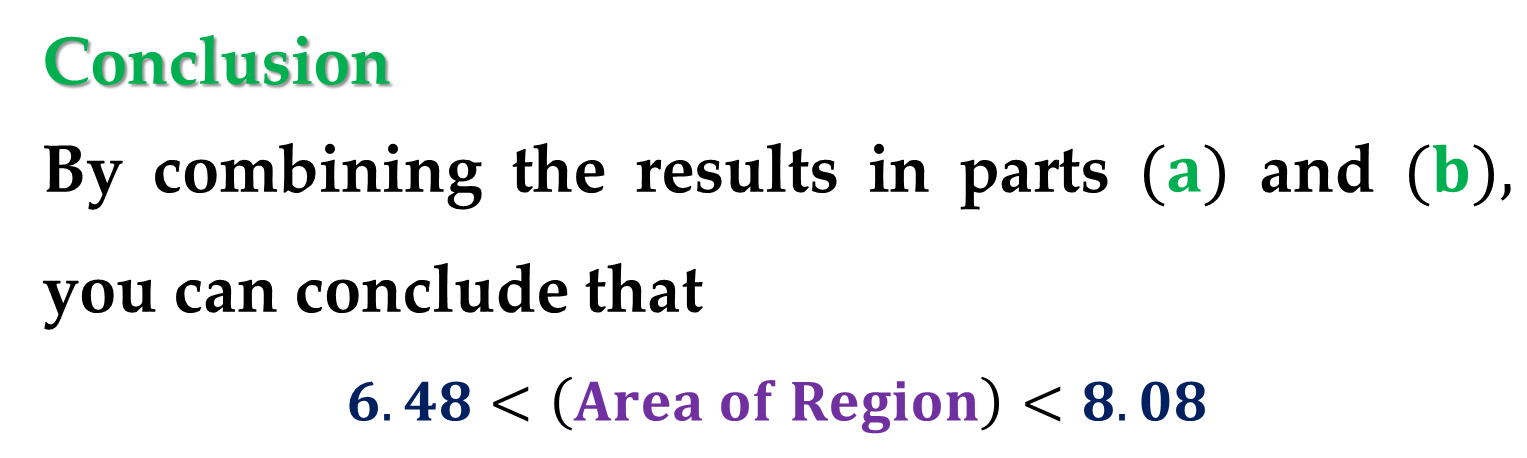 Conclusion
By combining the results in parts (a) and (b),
you can conclude that
6.48 < (Area of Region) < 8.08